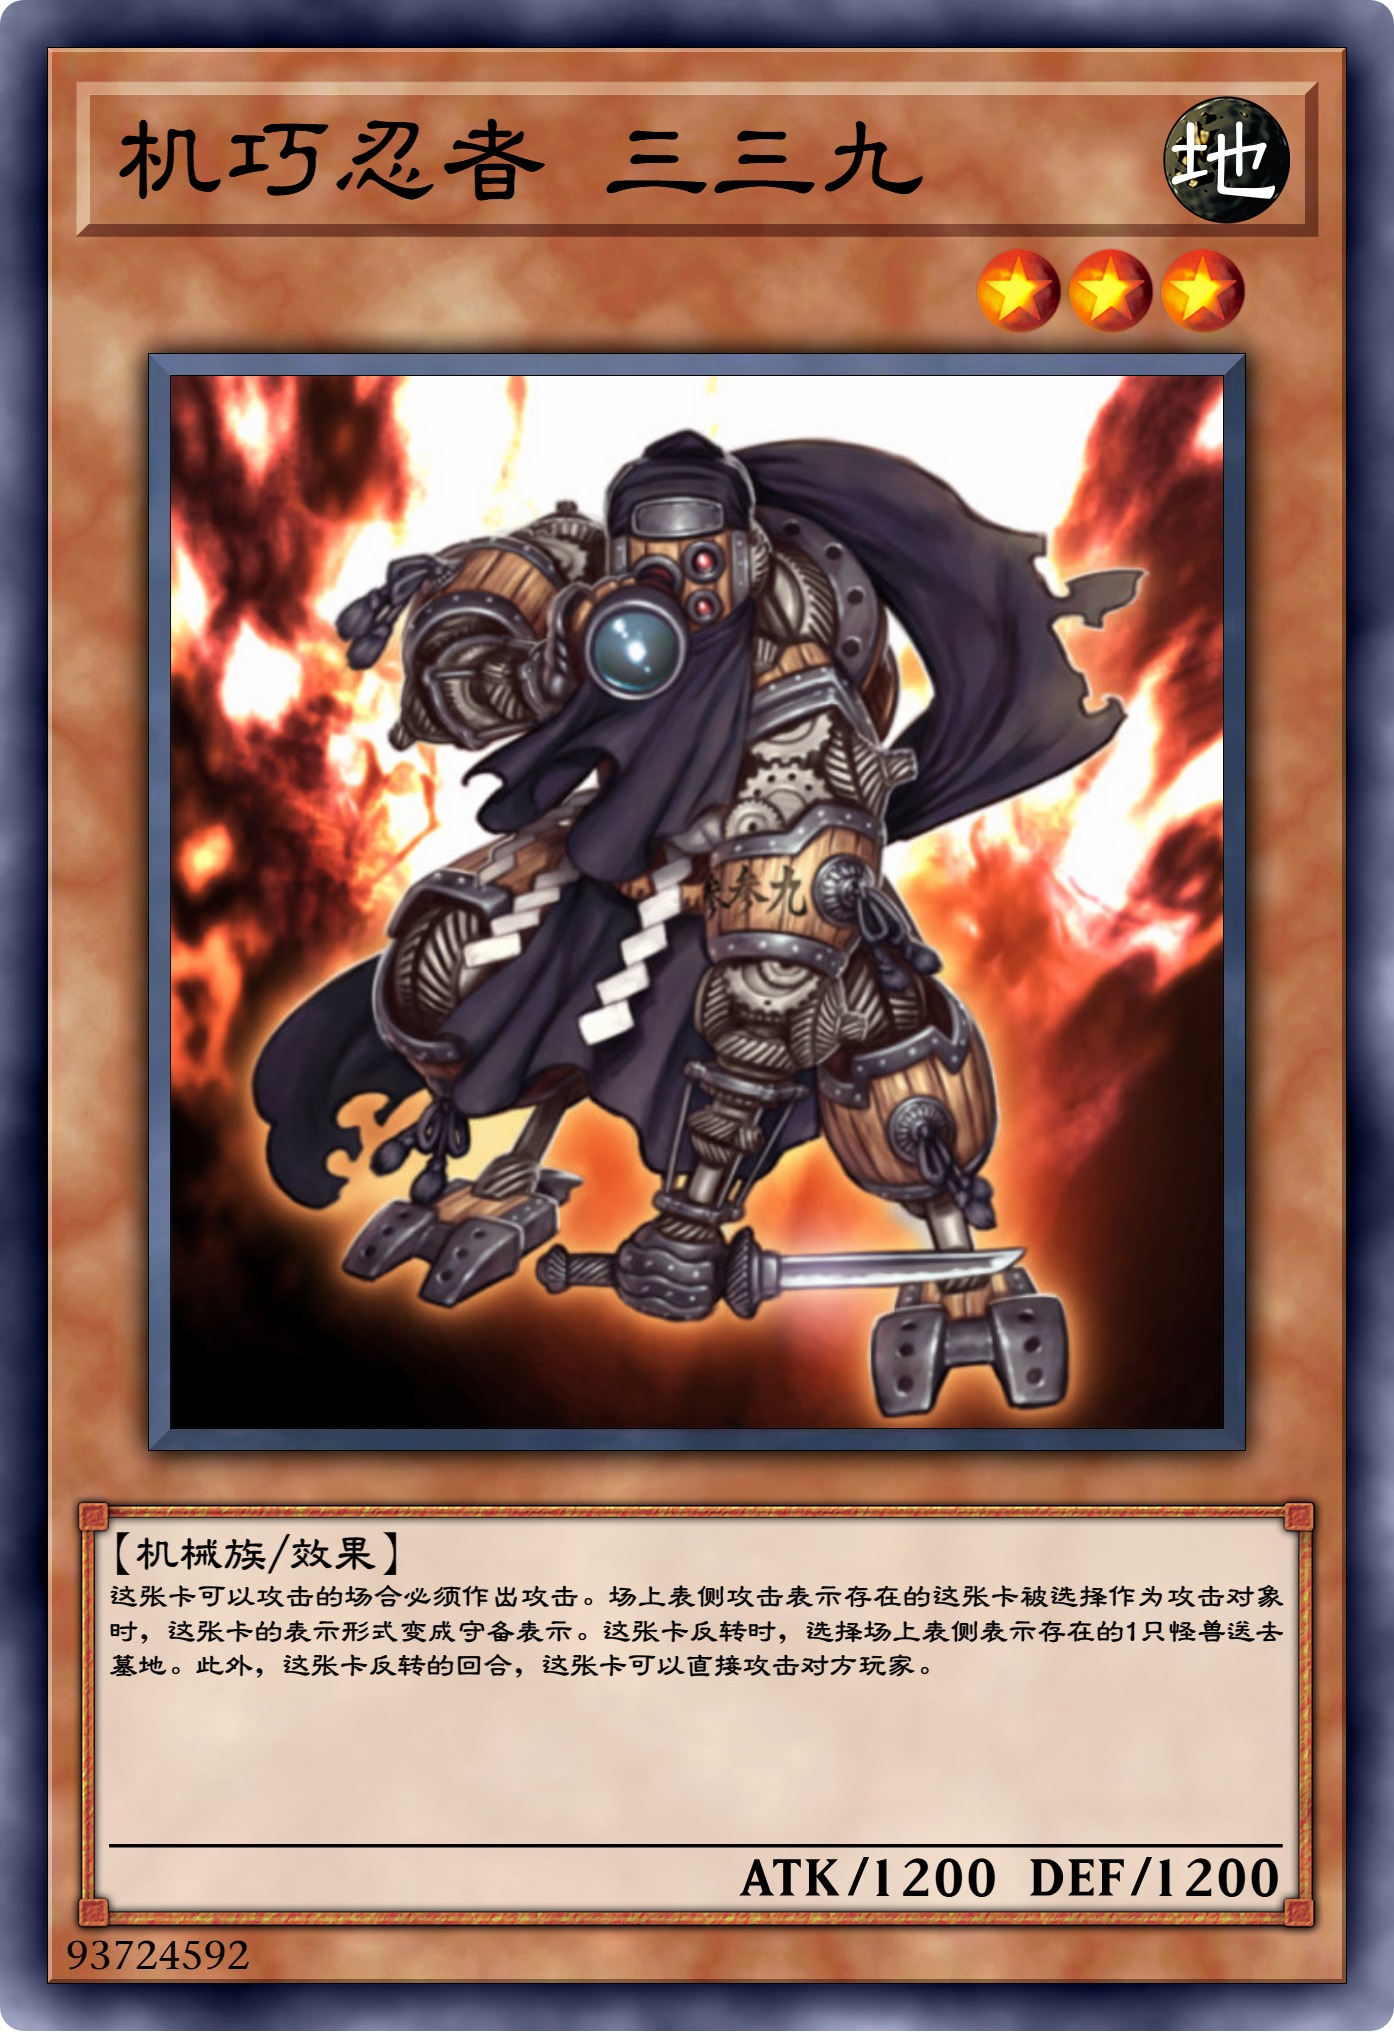 机巧忍者 三三九
地
参参九
【机械族/效果】
这张卡可以攻击的场合必须作出攻击。场上表侧攻击表示存在的这张卡被选择作为攻击对象
时，这张卡的表示形式变成守备表示。这张卡反转时，选择场上表侧表示存在的1只怪兽送去
墓地。此外，这张卡反转的回合，这张卡可以直接攻击对方玩家。
ATK/1200 DEF/1200
93724592